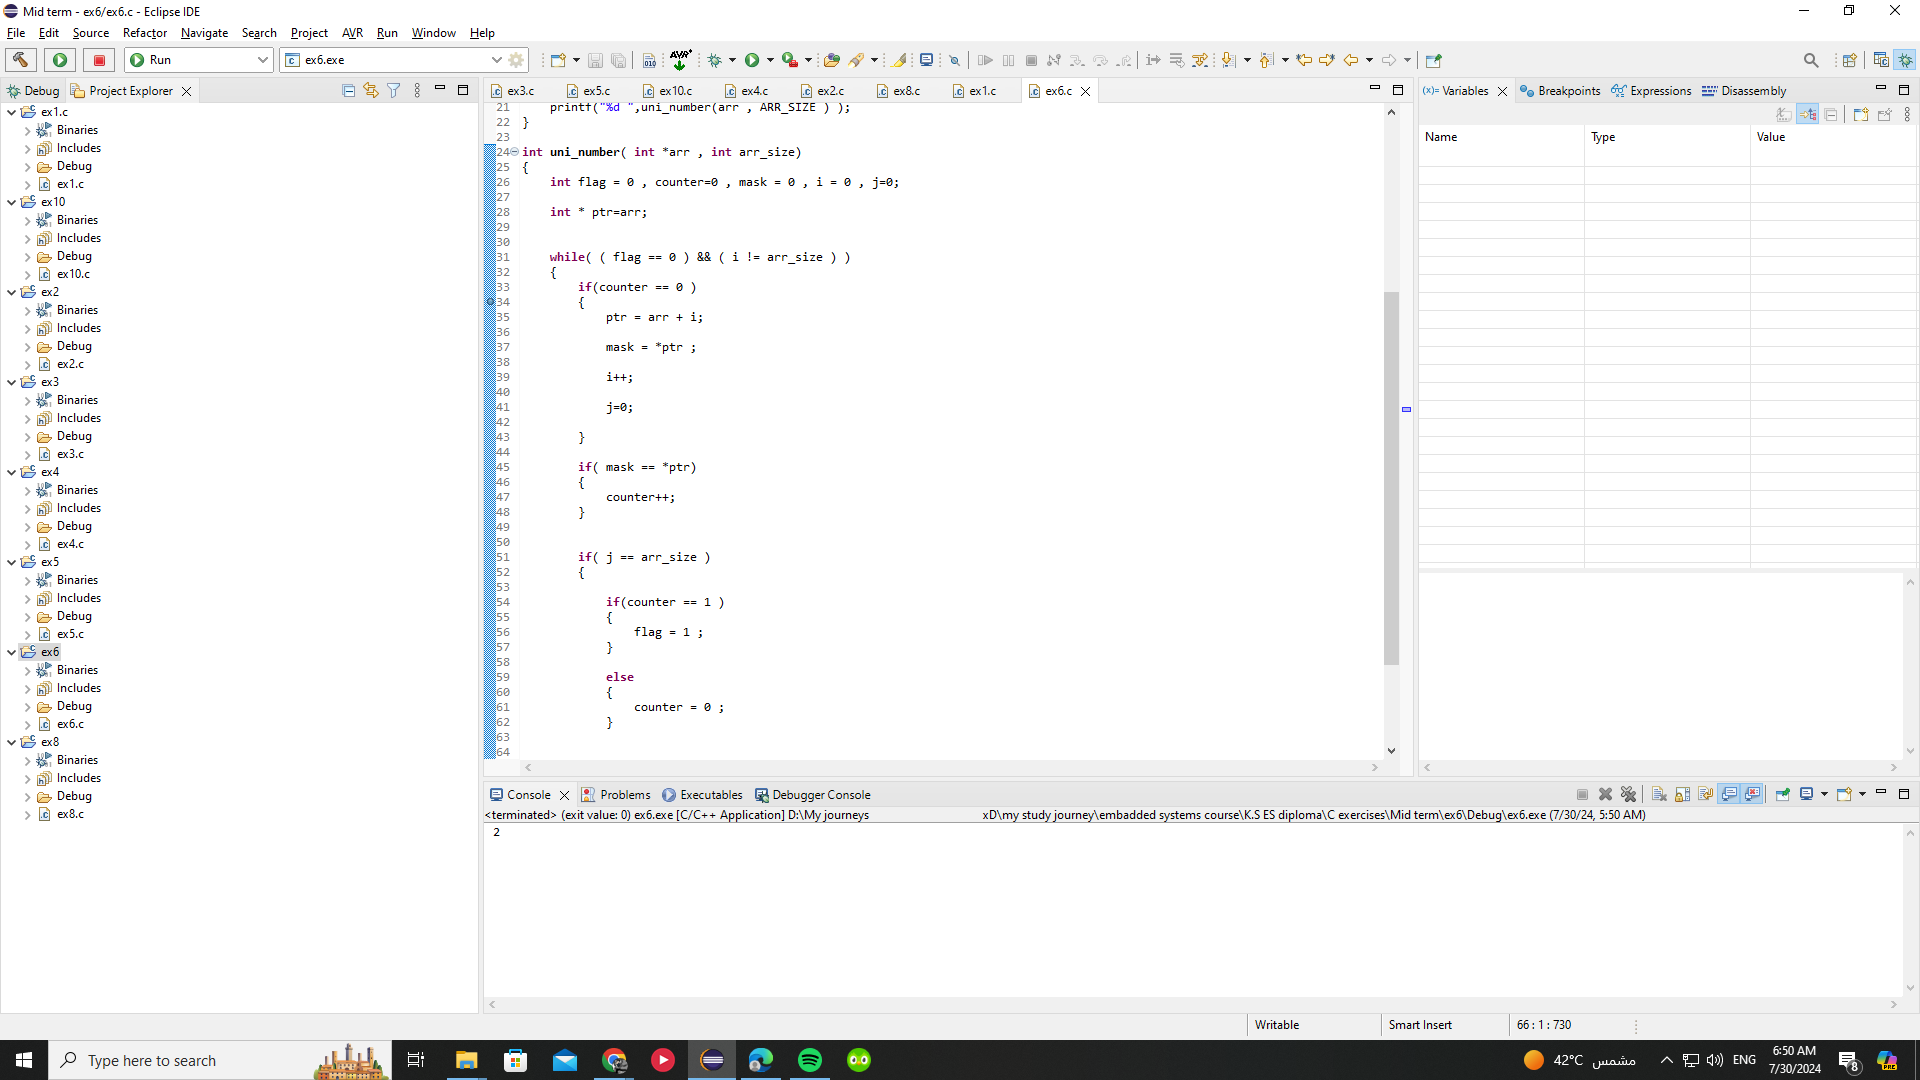 Mid term - ex6/ex6.c - Eclipse IDE
File Edit Source Refactor Navigate Search Project AVR Run Window Help
Run
ex6.exe
Debug
Project Explorer
ex1.c
Binaries
Includes
Debug
ex1.c
ex10
Binaries
Includes
Debug
ex10.c
ex2
Binaries
Includes
Debug
ex2.c
ex3
Binaries
Includes
Debug
ex3.c
ex4
Binaries
Includes
Debug
ex4.c
ex5
Binaries
Includes
Debug
ex5.c
ex6
Binaries
Includes
Debug
ex6.c
ex8
Binaries
Includes
Debug
ex8.c
ex3.c ex5.c ex10.c ex4.c ex2.c ex8.c ex1.c ex6.c
21 printf("%d ",uni_number(arr , ARR_SIZE ) );
22 }
23
24 int uni_number( int *arr , int arr_size)
25 {
26 int flag = 0 , counter=0 , mask = 0 , i = 0 , j=0;
27
28 int * ptr=arr;
29
30
31 while( ( flag == 0 ) && ( i != arr_size ) )
32 {
33 if(counter == 0 )
34 {
35 ptr = arr + i;
36
37 mask = *ptr ;
38
39 i++;
40
41 j=0;
42
43 }
44
45 if( mask == *ptr)
46 {
47 counter++;
48 }
49
50
51 if( j == arr_size )
52 {
53
54 if(counter == 1 )
55 {
56 flag = 1 ;
57 }
58
59 else
60 {
61 counter = 0 ;
62 }
63
64
(x)= Variables Breakpoints Expressions Disassembly
Name Type Value
Console Problems Executables Debugger Console
<terminated> (exit value: 0) ex6.exe [C/C++ Application] D:\My journeys xD\my study journey\embadded systems course\K.S ES diploma\C exercises\Mid term\ex6\Debug\ex6.exe (7/30/24, 5:50 AM)
2
Writable Smart Insert 66 : 1 : 730
Type here to search
42°C مشمس
ENG
6:50 AM
7/30/2024
8